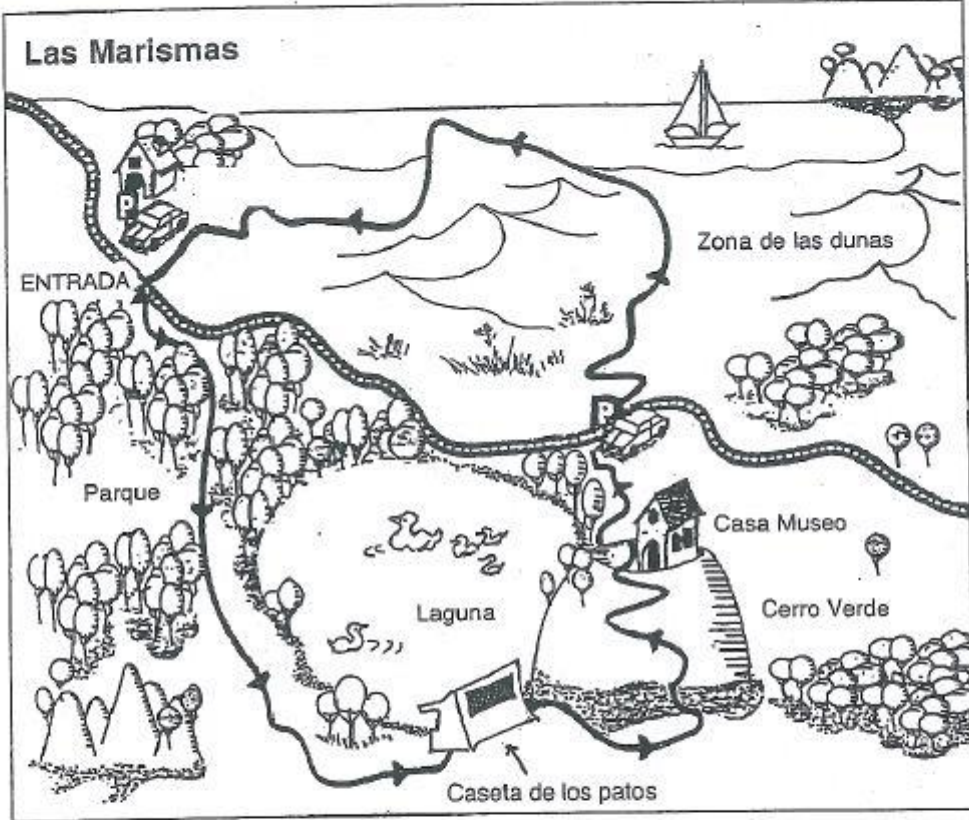 Las Marismas
P
Zona de las dunas
ENTRADA
P
Parque
Casa Museo
Laguna
Cerro Verde
Caseta de los patos